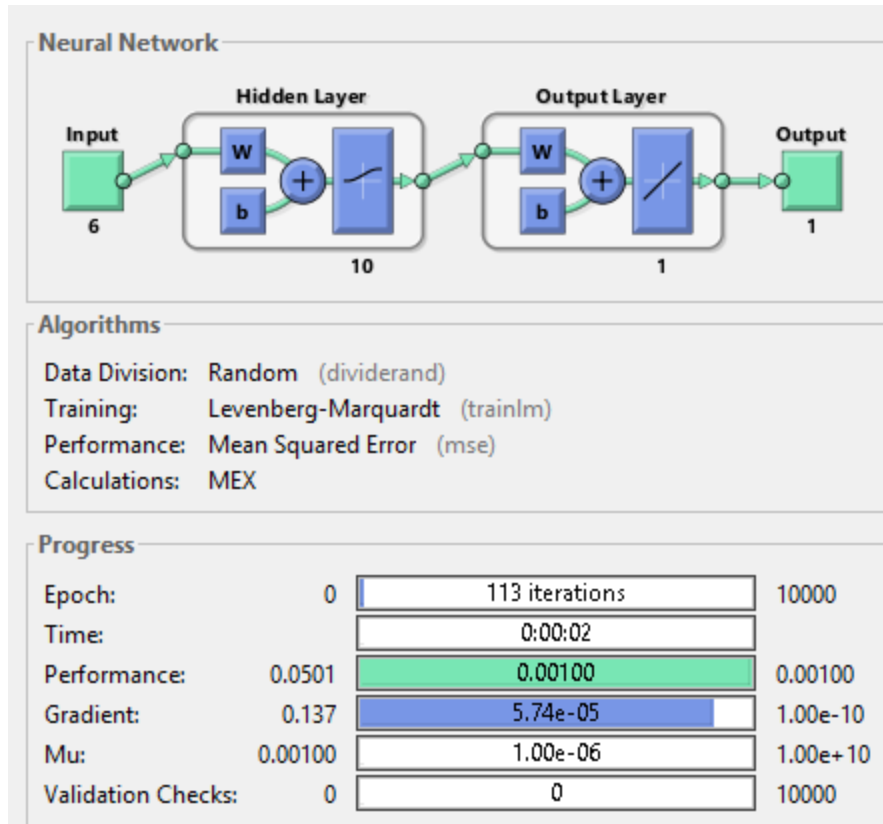 Neural Network
Hidden Layer Output Layer
Input Output
W W
+ +
b b
6 1
10 1
Algorithms
Data Division: Random (dividerand)
Training: Levenberg-Marquardt (trainlm)
Performance: Mean Squared Error (mse)
Calculations: MEX
Progress
Epoch: 0 113 iterations 10000
Time: 0:00:02
Performance: 0.0501 0.00100 0.00100
Gradient: 0.137 5.74e-05 1.00e-10
Mu: 0.00100 1.00e-06 1.00e+10
Validation Checks: 0 0 10000